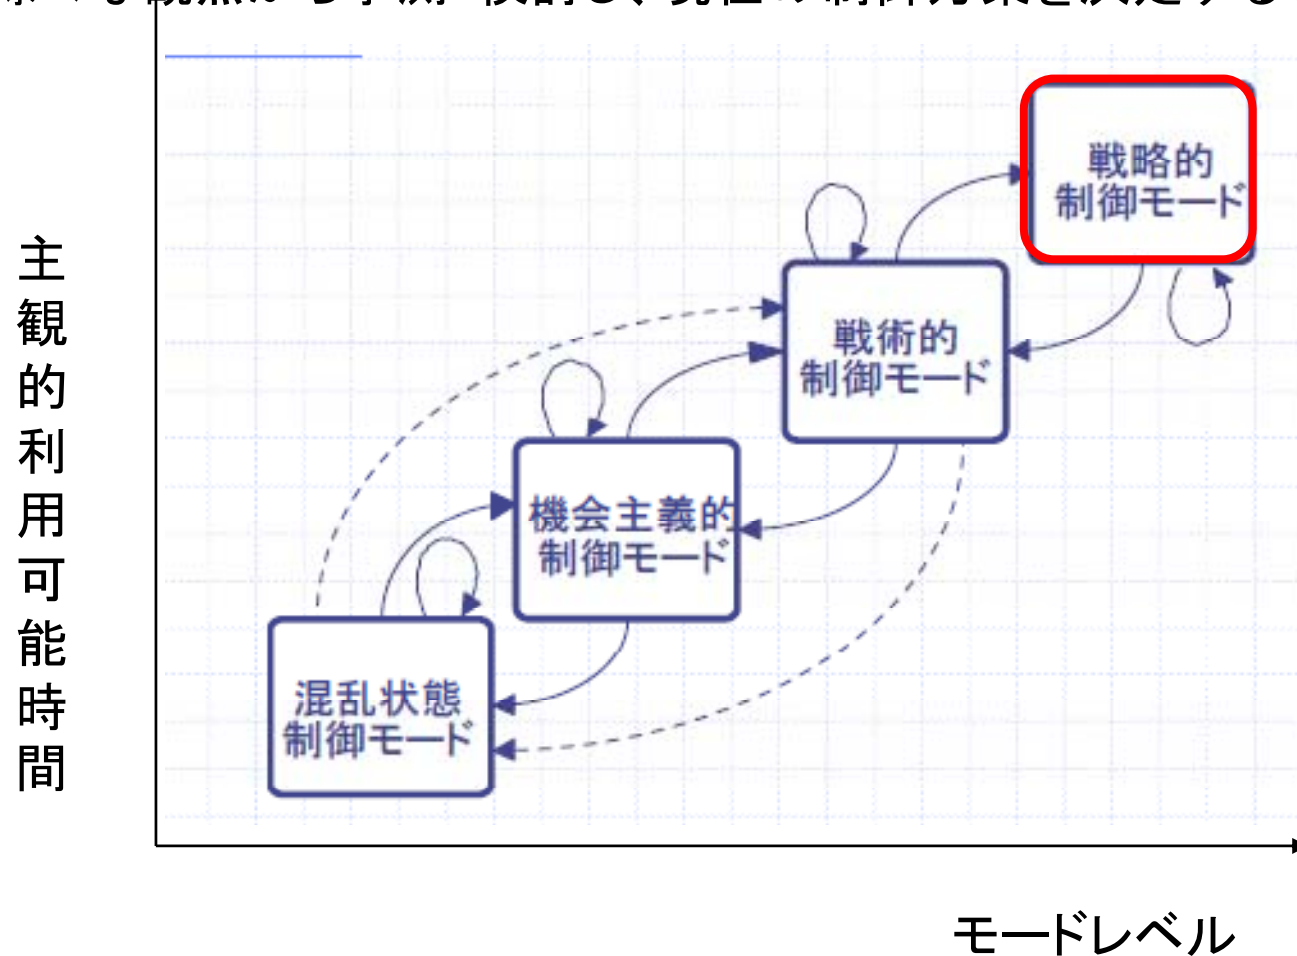 戦略的
制御モード
戦術的
制御モード
機会主義的
制御モード
混乱状態
制御モード
主観的利用可能時間
モードレベル